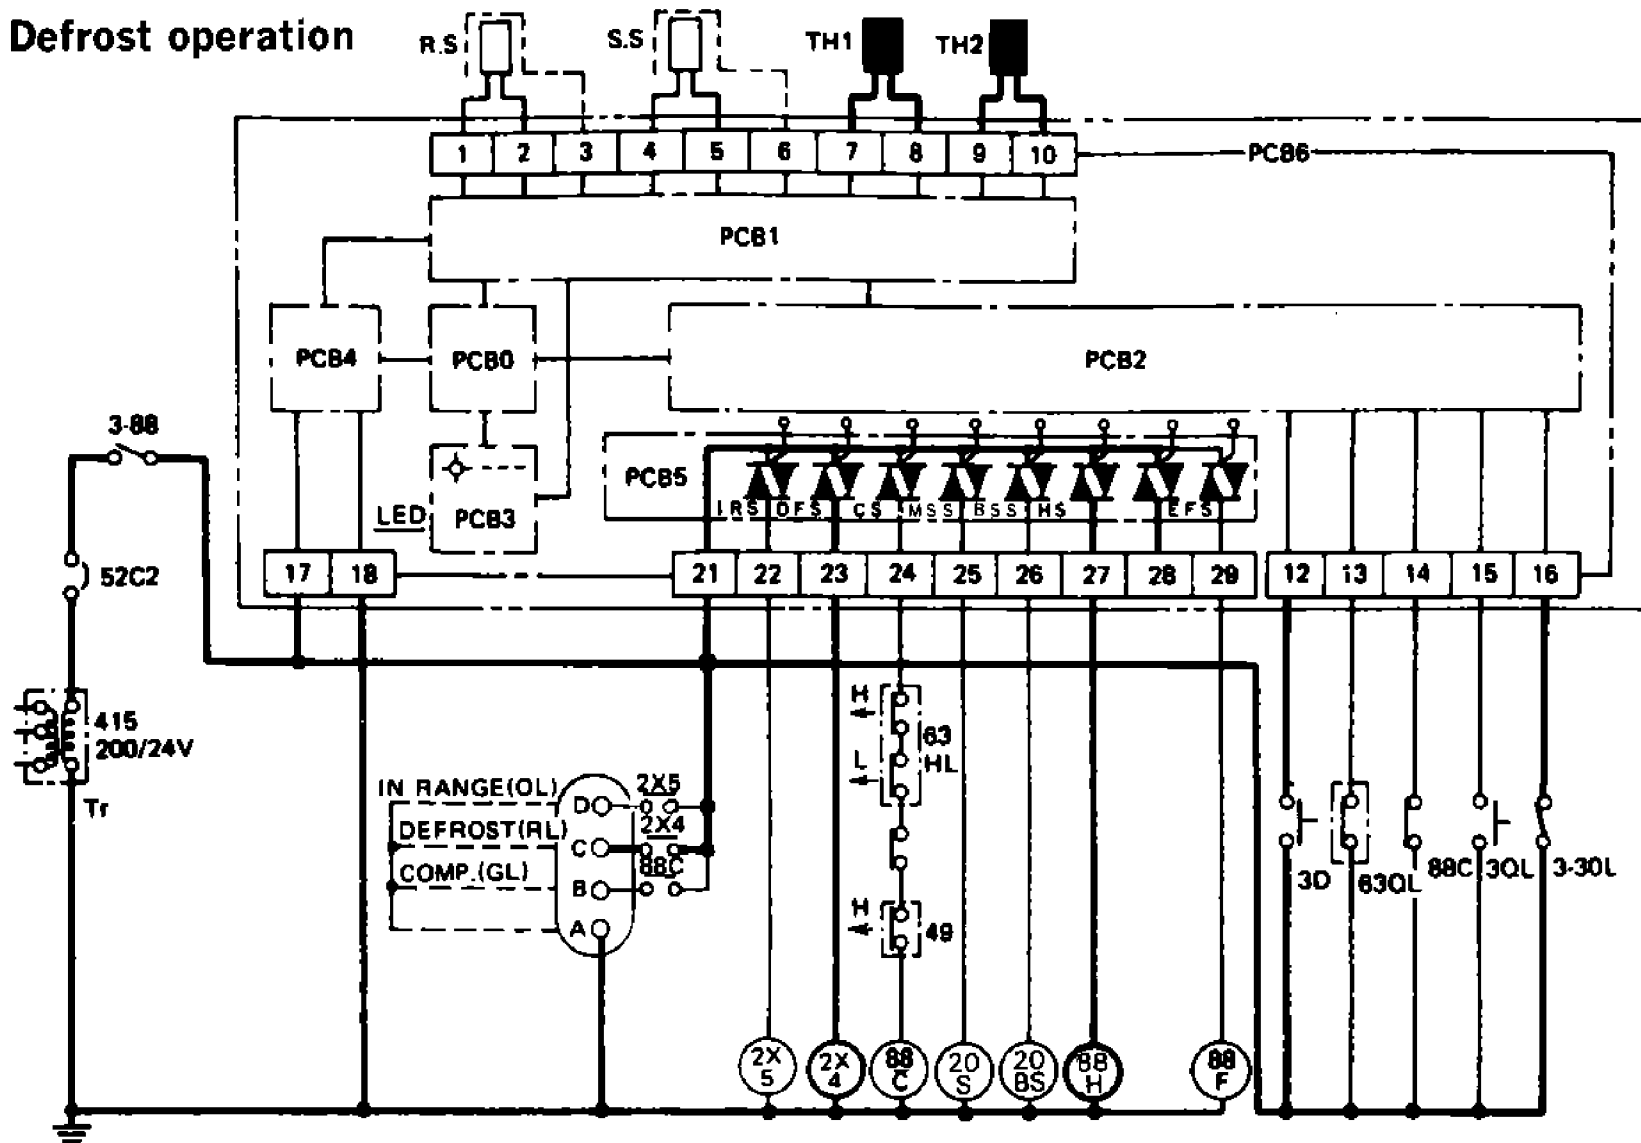 Defrost operation
R.S
S.S
TH1
TH2
1 2 3 4 5 6 7 8 9 10
PCB6
PCB1
PCB4
PCB0
PCB2
3-88
PCB5
LED
PCB3
IRS DFS CS MSS BSS HS EFS
17 18
21 22 23 24 25 26 27 28 29
12 13 14 15 16
52C2
415
200/24V
Tr
H
63
L
HL
IN RANGE(OL)
D
2X5
DEFROST(RL)
2X4
C
88C
COMP.(GL)
B
A
H
49
3D
63QL
88C
3QL
3-30L
2X
5
2X
4
88
C
20
S
20
BS
88
H
88
F